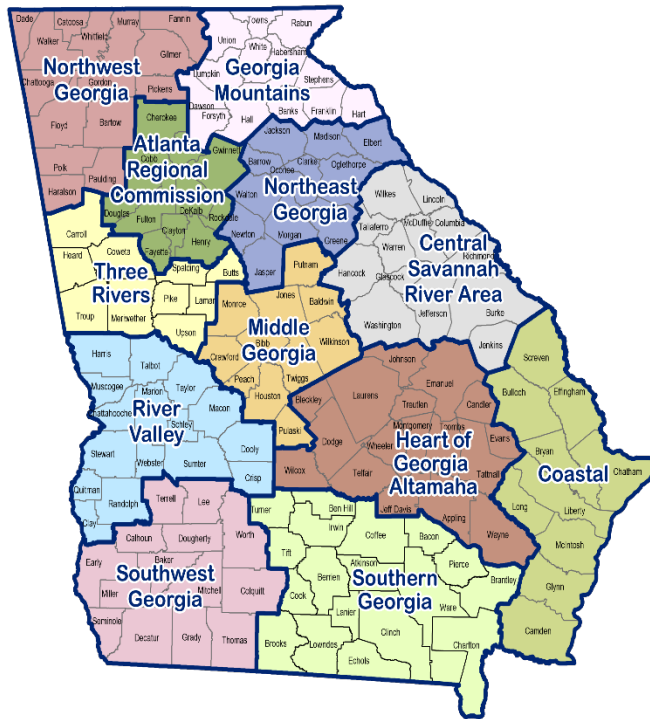 Dade
Catoosa
Murray
Fannin
Walker
Whitfield
Gilmer
Chattooga
Gordon
Pickens
Floyd
Bartow
Polk
Paulding
Haralson
Northwest
Georgia
Towns
Rabun
Union
White
Habersham
Lumpkin
Stephens
Dawson
Forsyth
Hall
Banks
Franklin
Hart
Georgia
Mountains
Cherokee
Cobb
Gwinnett
Douglas
Fulton
DeKalb
Rockdale
Clayton
Fayette
Henry
Atlanta
Regional
Commission
Jackson
Madison
Elbert
Barrow
Clarke
Oconee
Oglethorpe
Walton
Newton
Morgan
Greene
Jasper
Northeast
Georgia
Wilkes
Lincoln
Taliaferro
McDuffie
Columbia
Warren
Richmond
Hancock
Glascock
Jefferson
Burke
Washington
Jenkins
Central
Savannah
River Area
Carroll
Heard
Coweta
Spalding
Butts
Pike
Lamar
Troup
Meriwether
Upson
Three
Rivers
Putnam
Jones
Monroe
Baldwin
Bibb
Wilkinson
Crawford
Peach
Twiggs
Houston
Pulaski
Middle
Georgia
Harris
Talbot
Muscogee
Marion
Taylor
Chattahoochee
Macon
Schley
Stewart
Webster
Sumter
Dooly
Crisp
Quitman
Randolph
Clay
River
Valley
Johnson
Emanuel
Bleckley
Laurens
Treutlen
Candler
Montgomery
Toombs
Dodge
Wheeler
Evans
Wilcox
Telfair
Tattnall
Jeff Davis
Appling
Wayne
Heart of
Georgia
Altamaha
Screven
Bulloch
Effingham
Bryan
Chatham
Long
Liberty
McIntosh
Glynn
Camden
Coastal
Terrell
Lee
Worth
Calhoun
Dougherty
Early
Baker
Miller
Mitchell
Colquitt
Seminole
Decatur
Grady
Thomas
Southwest
Georgia
Turner
Ben Hill
Irwin
Coffee
Bacon
Tift
Pierce
Atkinson
Brantley
Berrien
Cook
Lanier
Ware
Brooks
Lowndes
Clinch
Charlton
Echols
Southern
Georgia